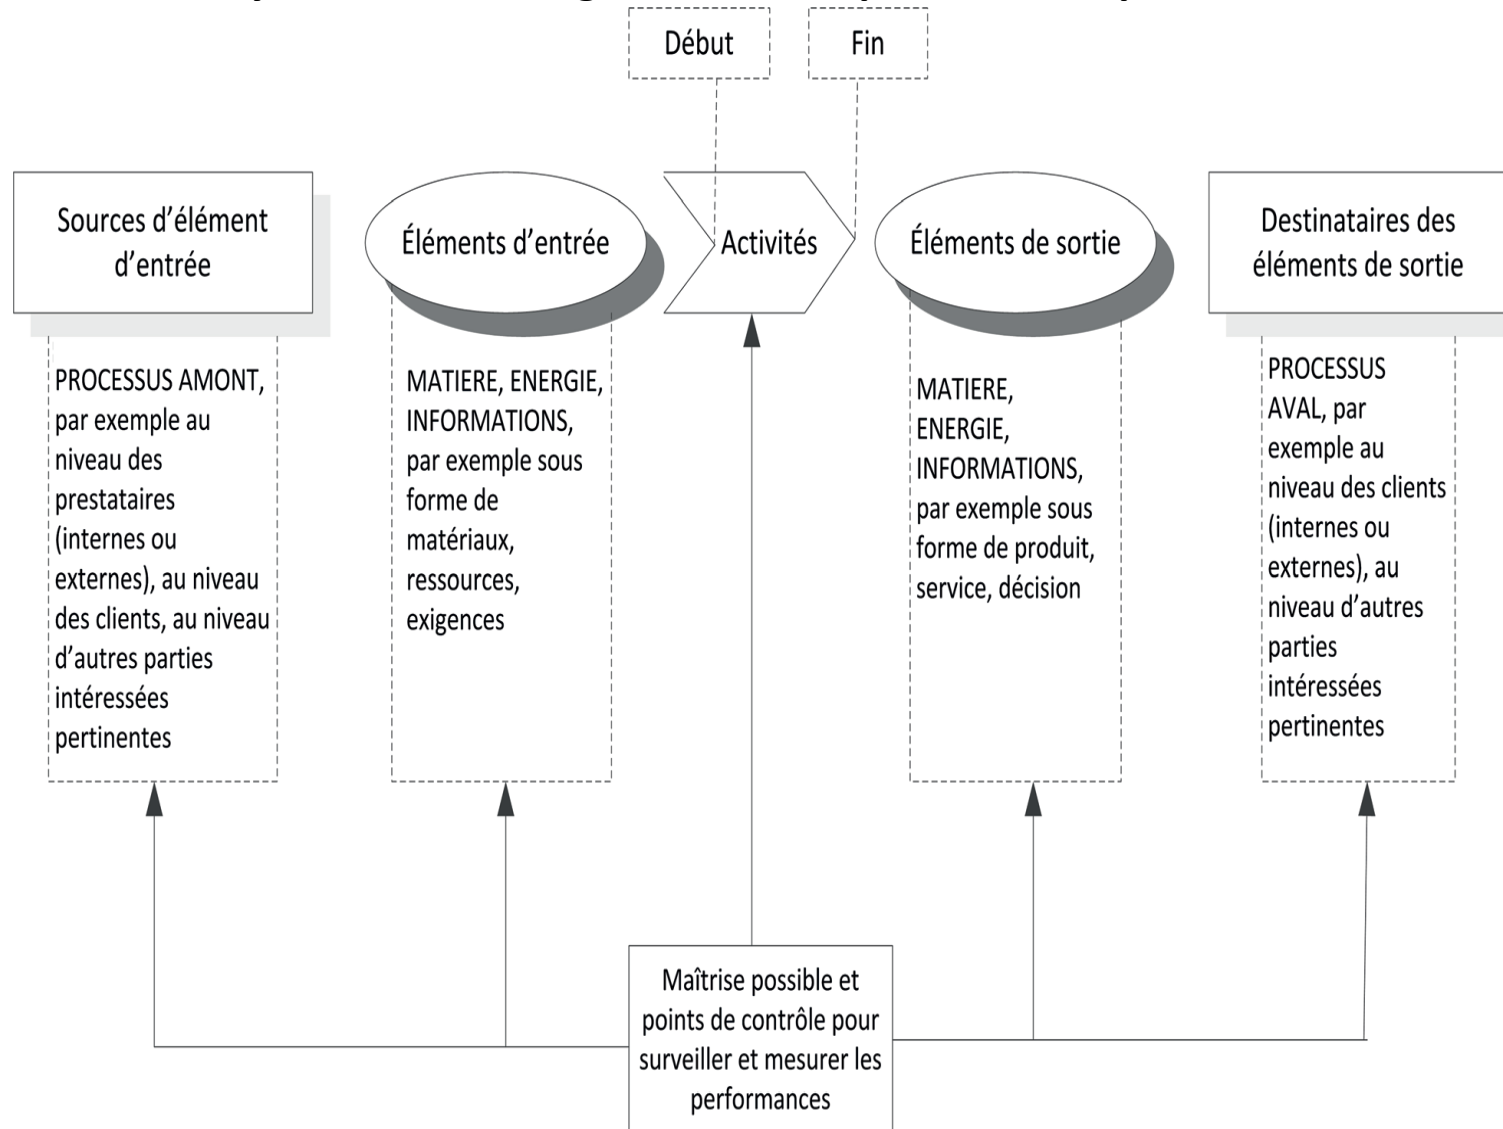 Début
Fin
Sources d'élément
d'entrée
Éléments d'entrée
Activités
Éléments de sortie
Destinataires des
éléments de sortie
PROCESSUS AMONT,
par exemple au
niveau des
prestataires
(internes ou
externes), au niveau
des clients, au niveau
d'autres parties
intéressées
pertinentes
MATIERE, ENERGIE,
INFORMATIONS,
par exemple sous
forme de
matériaux,
ressources,
exigences
MATIERE,
ENERGIE,
INFORMATIONS,
par exemple sous
forme de produit,
service, décision
PROCESSUS
AVAL, par
exemple au
niveau des clients
(internes ou
externes), au
niveau d'autres
parties
intéressées
pertinentes
Maîtrise possible et
points de contrôle pour
surveiller et mesurer les
performances